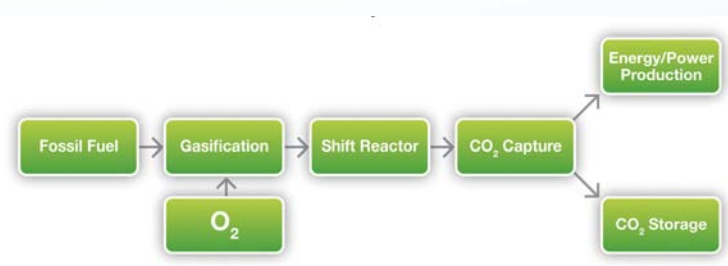 Energy/Power
Production
Fossil Fuel
Gasification
Shift Reactor
CO₂ Capture
O₂
CO₂ Storage